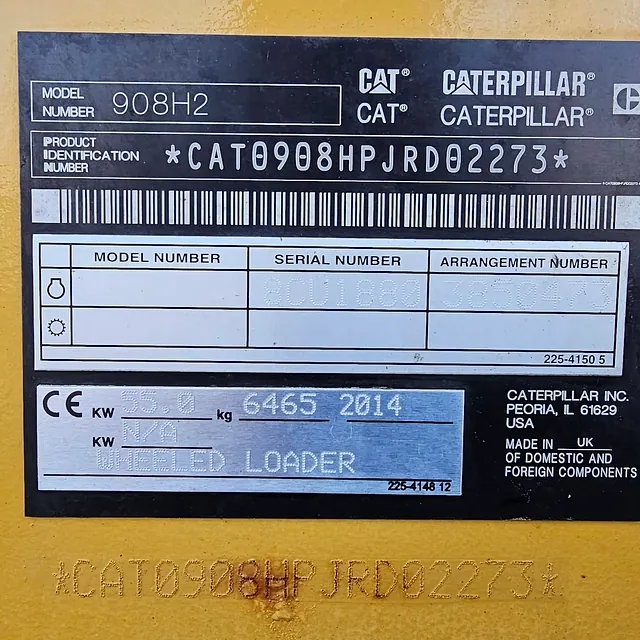 MODEL NUMBER 908H2
CAT® CATERPILLAR®
CAT® CATERPILLAR®
PRODUCT IDENTIFICATION NUMBER *CAT0908HPJRD02273*
MODEL NUMBER SERIAL NUMBER ARRANGEMENT NUMBER
8CU1880
225-4150 5
CE KW 55.0 kg 6465 2014
KW N/A
WHEELED LOADER
225-4148 12
CATERPILLAR INC.
PEORIA, IL 61629
USA
MADE IN UK
OF DOMESTIC AND
FOREIGN COMPONENTS
*CAT0908HPJRD02273*